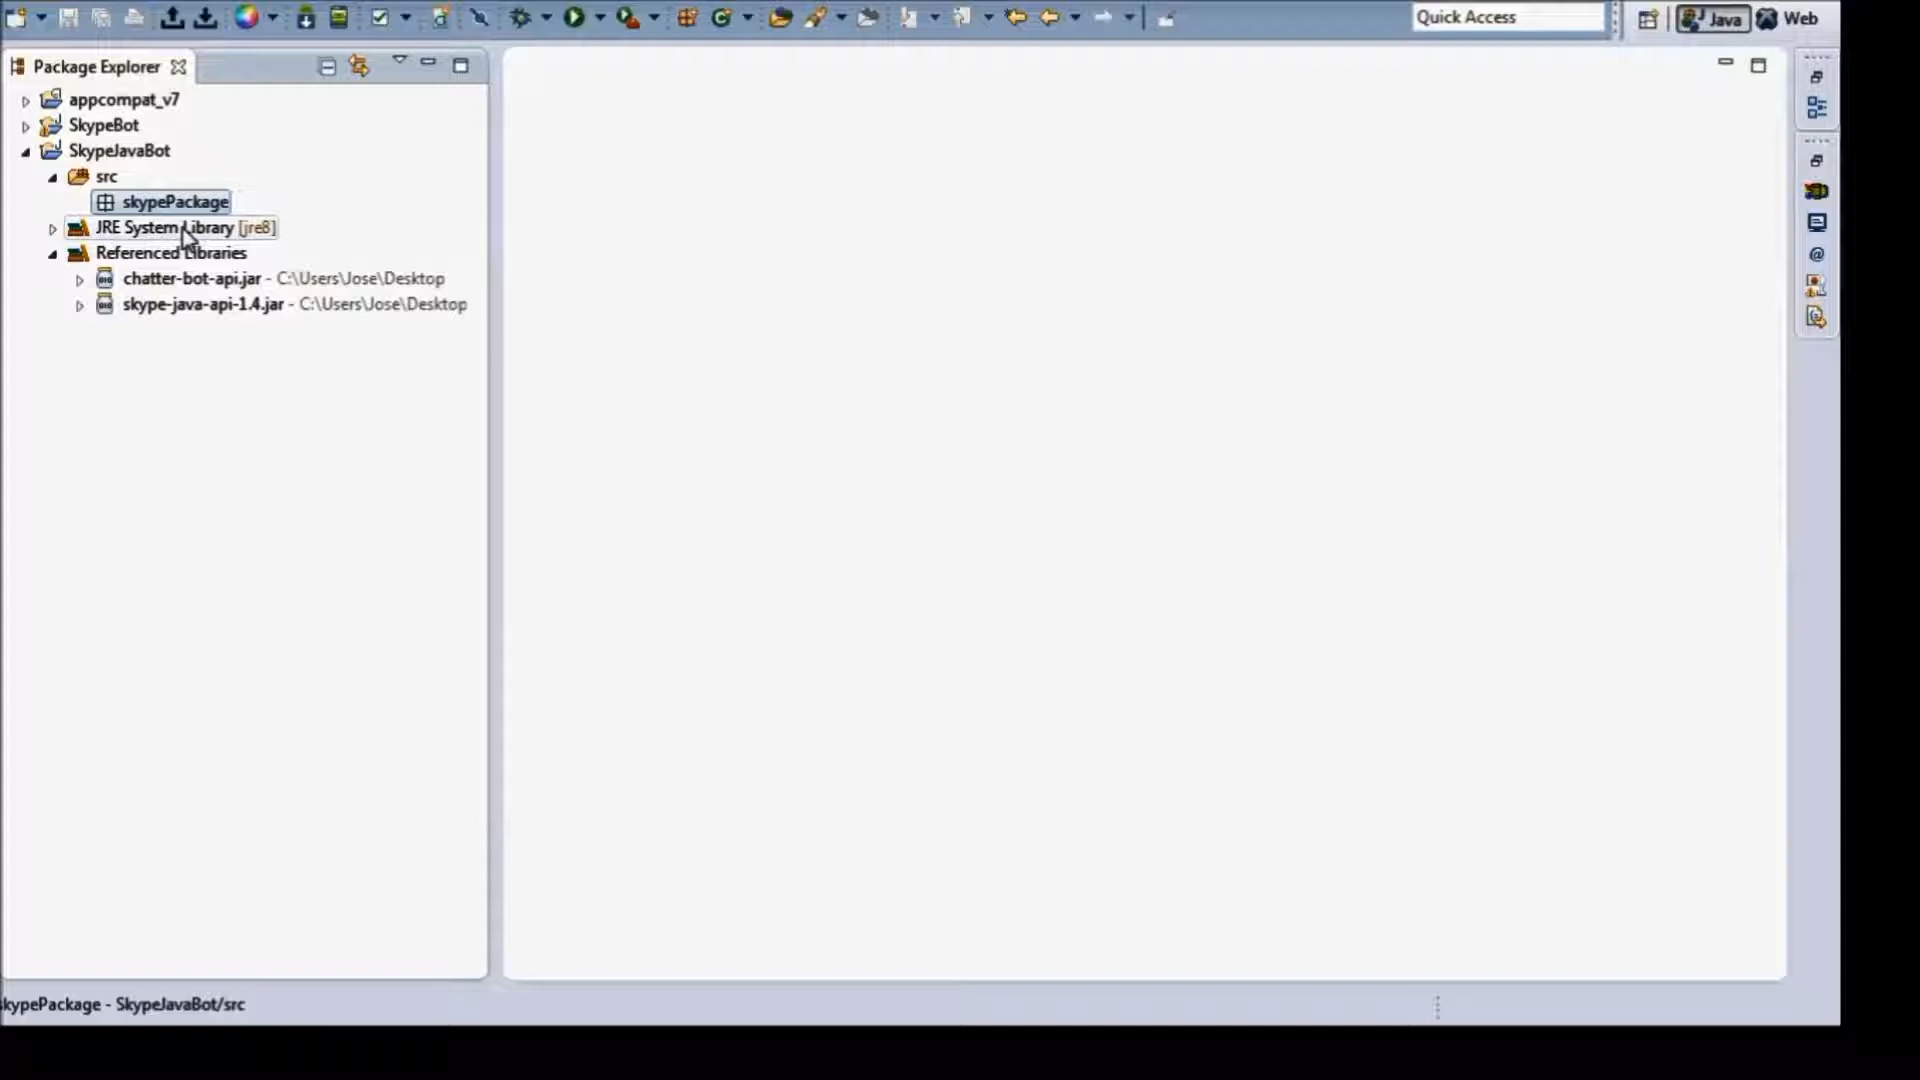 Quick Access
Java
Web
Package Explorer
appcompat_v7
SkypeBot
SkypeJavaBot
src
skypePackage
JRE System Library [jre8]
Referenced Libraries
chatter-bot-api.jar - C:\Users\Jose\Desktop
skype-java-api-1.4.jar - C:\Users\Jose\Desktop
skypePackage - SkypeJavaBot/src